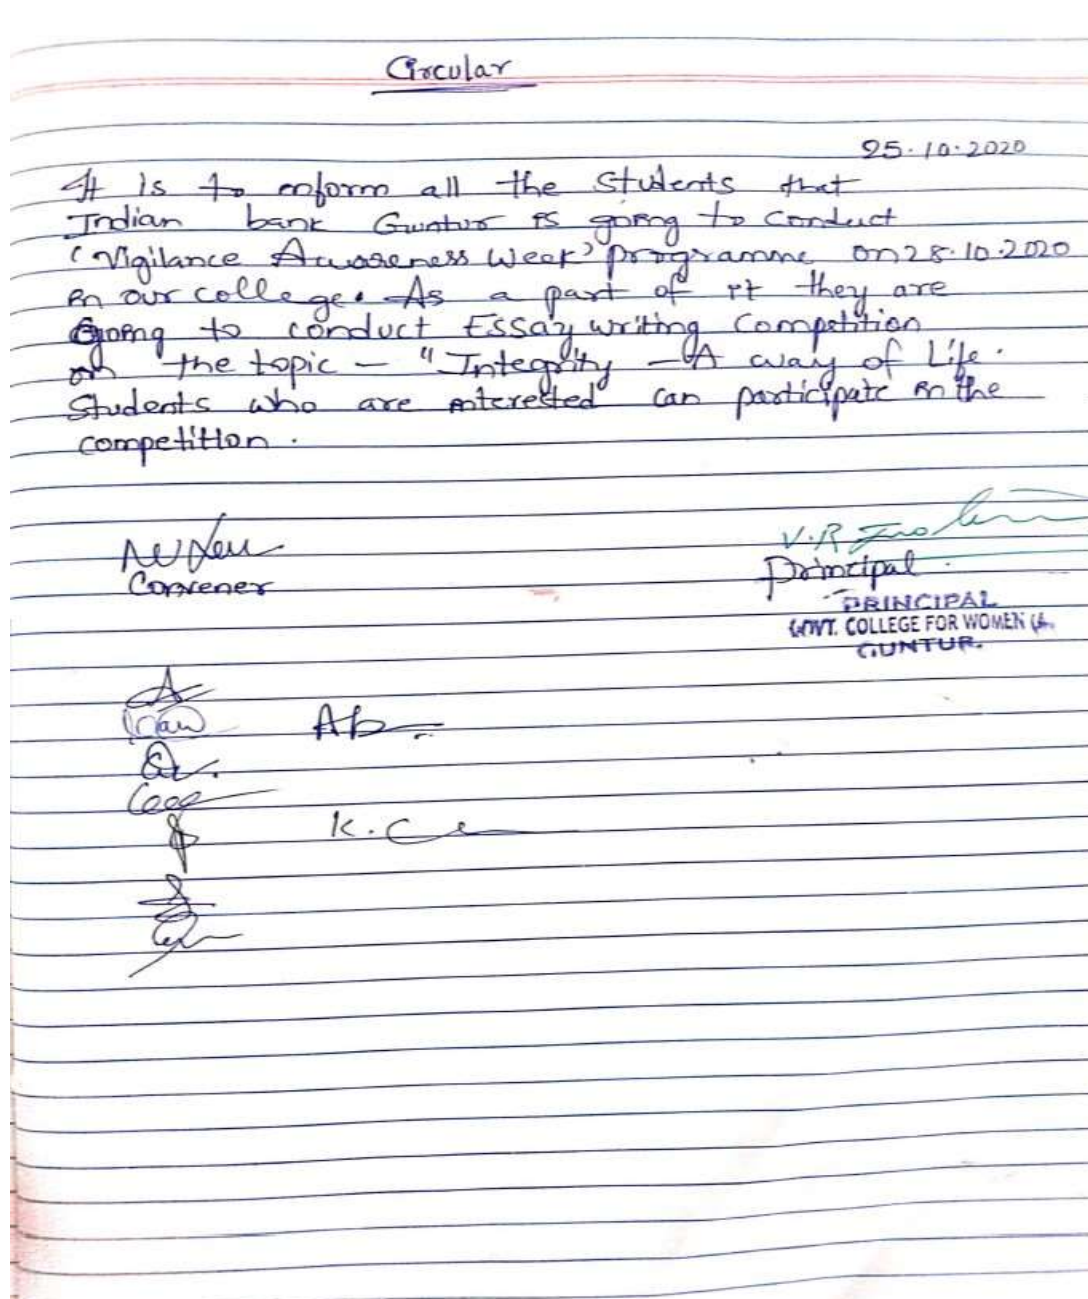 Circular
25.10.2020
It is to inform all the students that
Indian bank Guntur is going to conduct
'Vigilance Awareness Week' programme on 28.10.2020
in our college. As a part of it they are
Going to conduct Essay writing Competition
on the topic – "Integrity – A way of Life.
Students who are interested can participate in the
competition.
Convener
V.R
Principal.
PRINCIPAL
GOVT. COLLEGE FOR WOMEN (A
GUNTUR.
K.